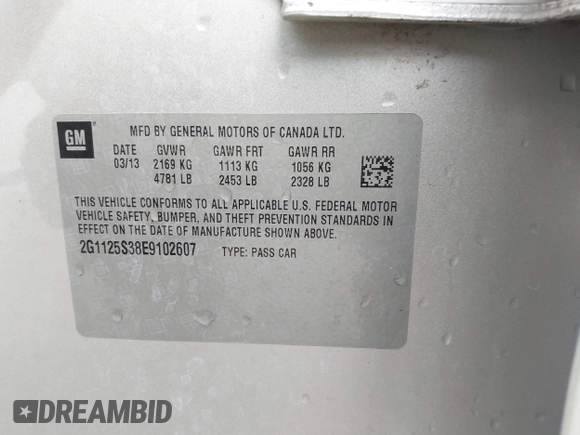 GM
MFD BY GENERAL MOTORS OF CANADA LTD.
DATE GVWR GAWR FRT GAWR RR
03/13 2169 KG 1113 KG 1056 KG
4781 LB 2453 LB 2328 LB
THIS VEHICLE CONFORMS TO ALL APPLICABLE U.S. FEDERAL MOTOR
VEHICLE SAFETY, BUMPER, AND THEFT PREVENTION STANDARDS IN
EFFECT ON THE DATE OF MANUFACTURE SHOWN ABOVE.
2G1125S38E9102607 TYPE: PASS CAR
DREAMBID